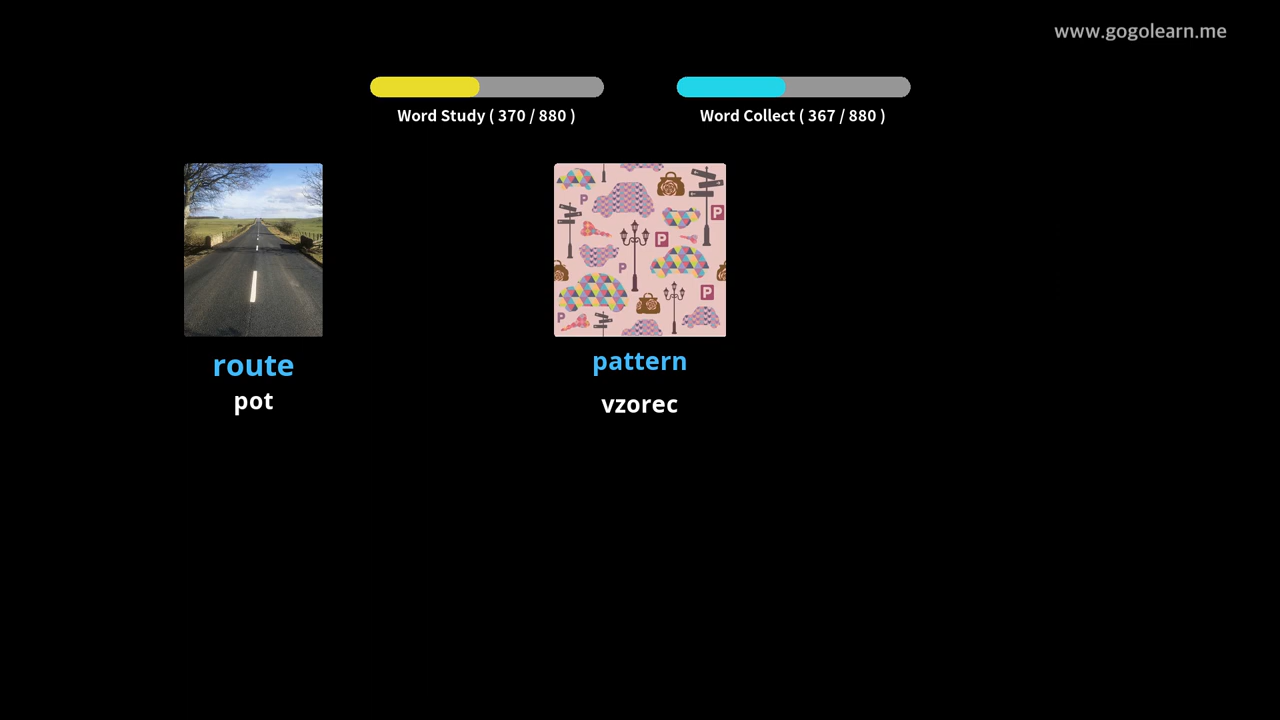 www.gogolearn.me
Word Study ( 370 / 880 )
Word Collect ( 367 / 880 )
P
P
P
P
P
P
route
pattern
pot
vzorec